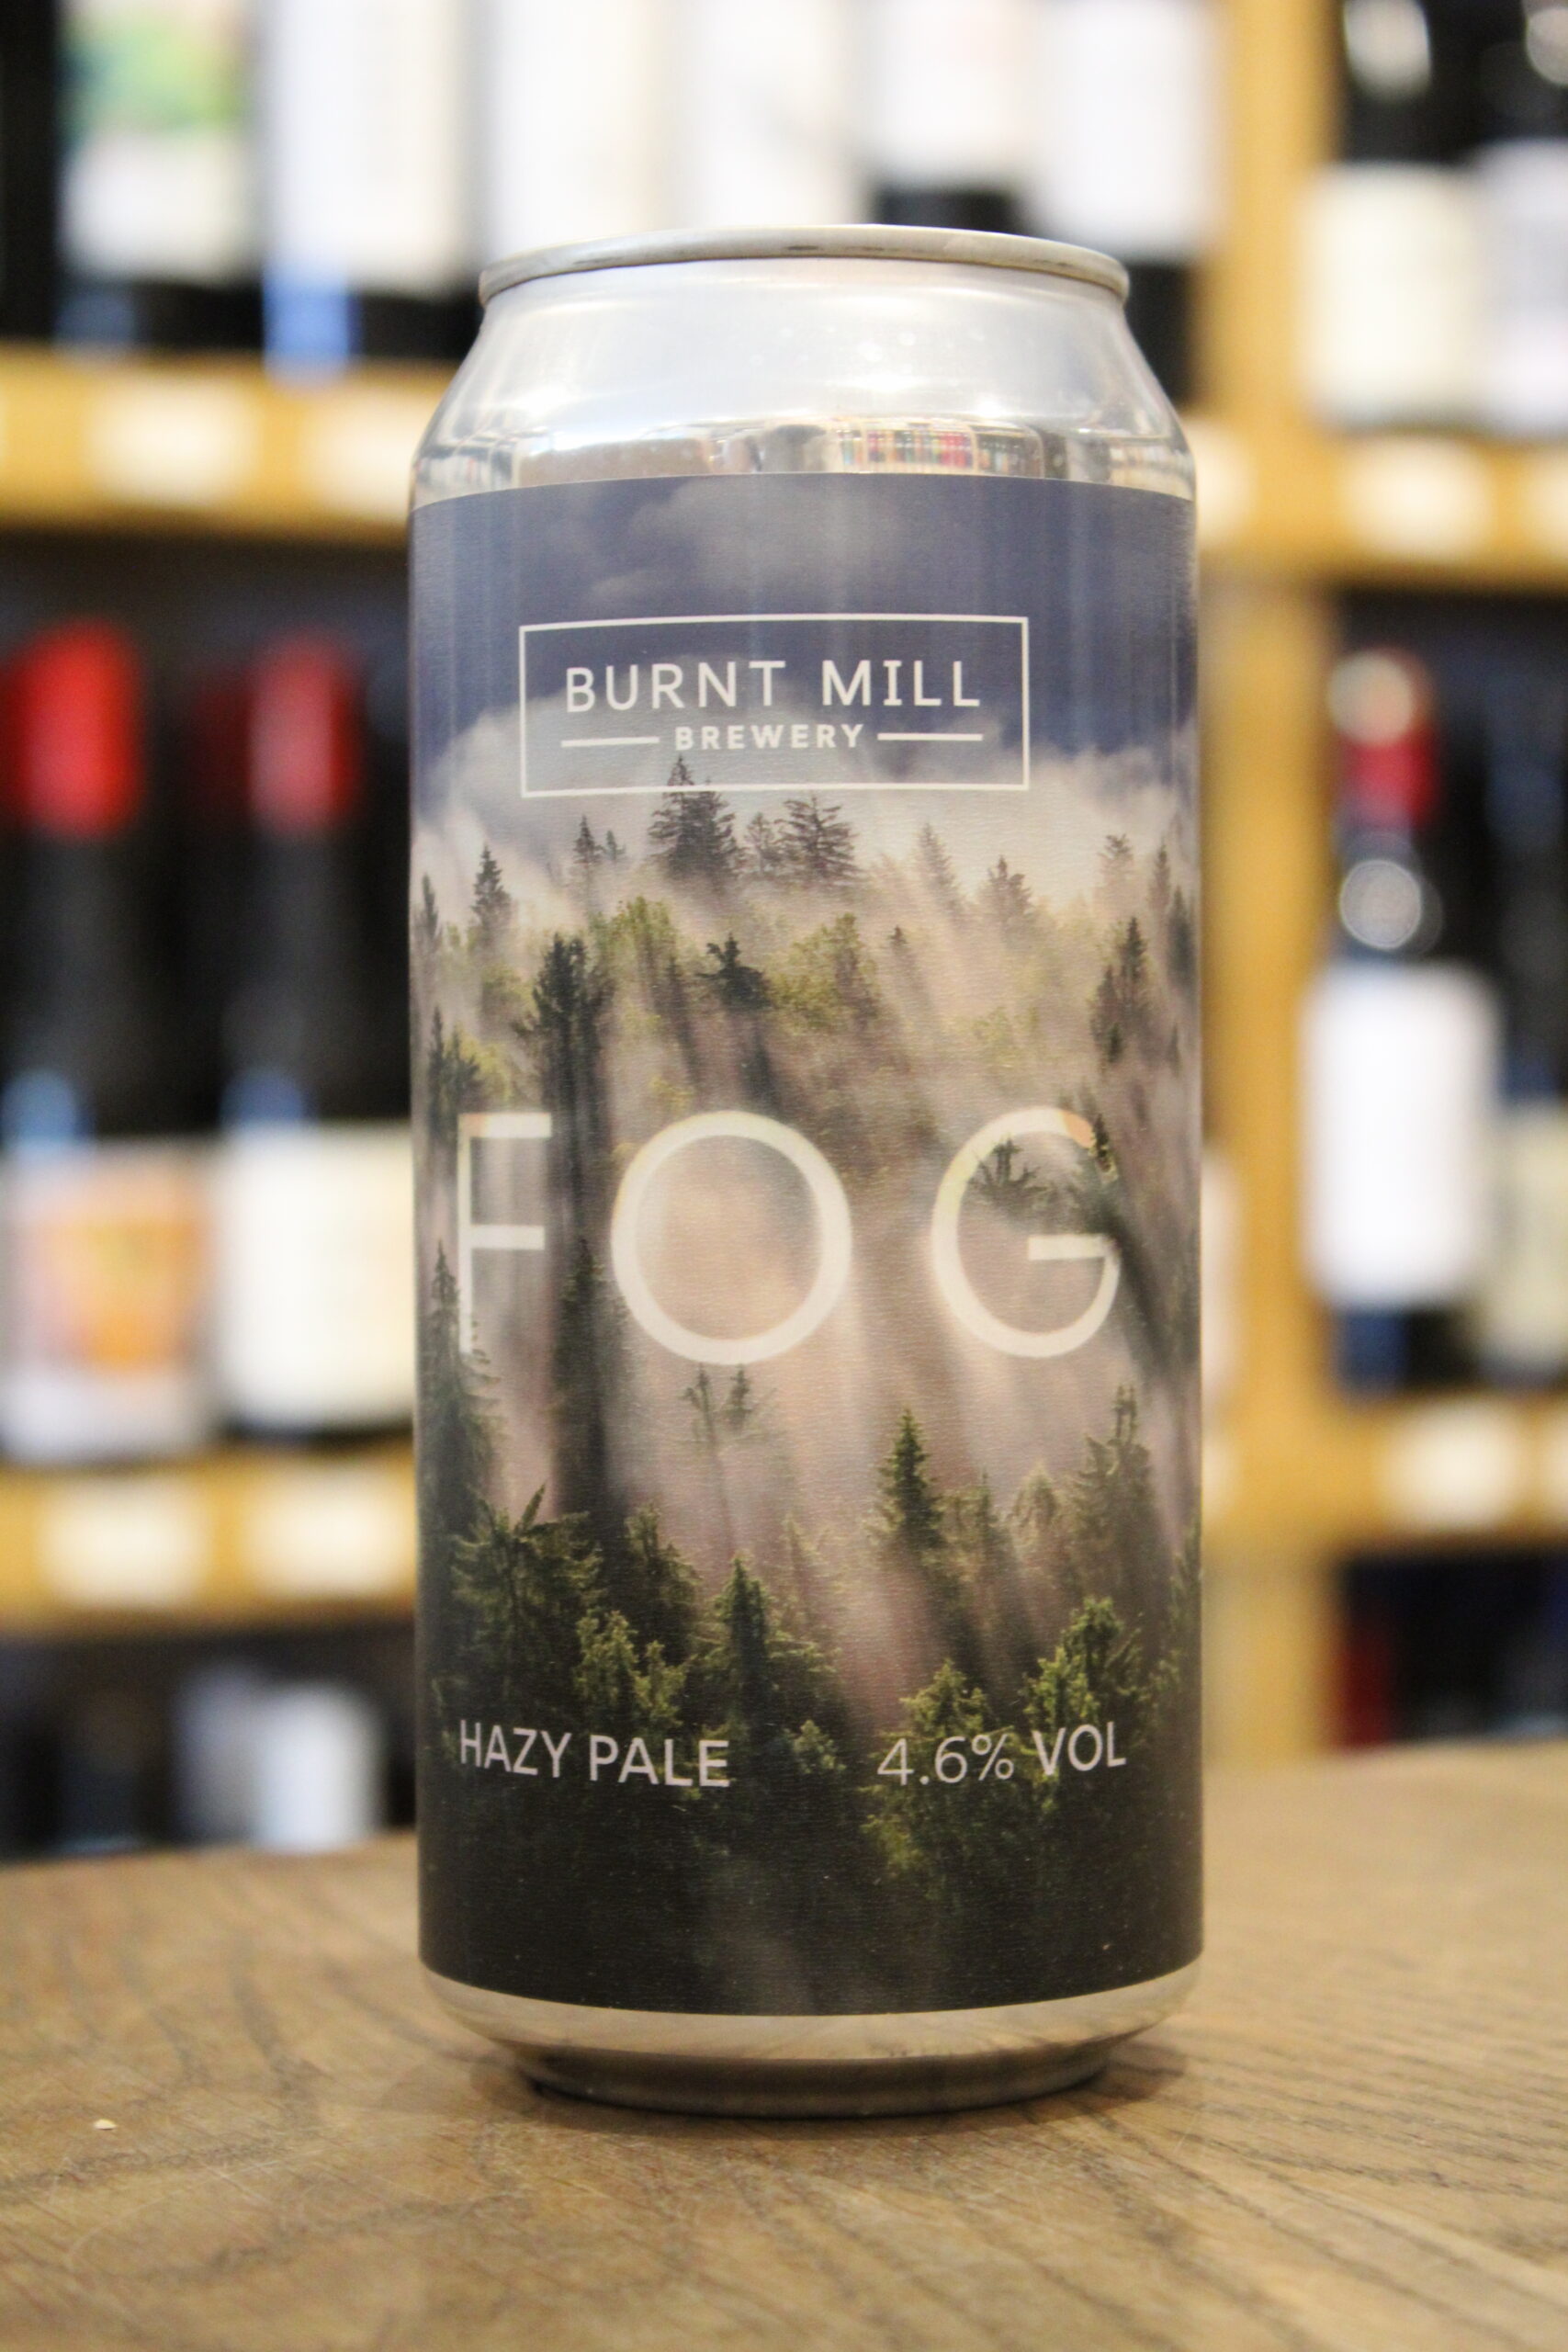 BURNT MILL
BREWERY
FOG
HAZY PALE 4.6% VOL